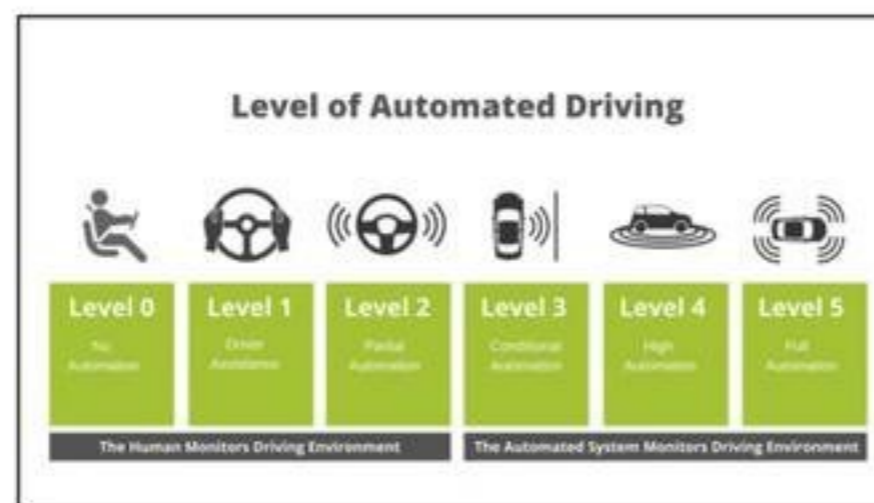 Level of Automated Driving
Level 0
No
Automation
Level 1
Driver
Assistance
Level 2
Partial
Automation
Level 3
Conditional
Automation
Level 4
High
Automation
Level 5
Full
Automation
The Human Monitors Driving Environment
The Automated System Monitors Driving Environment